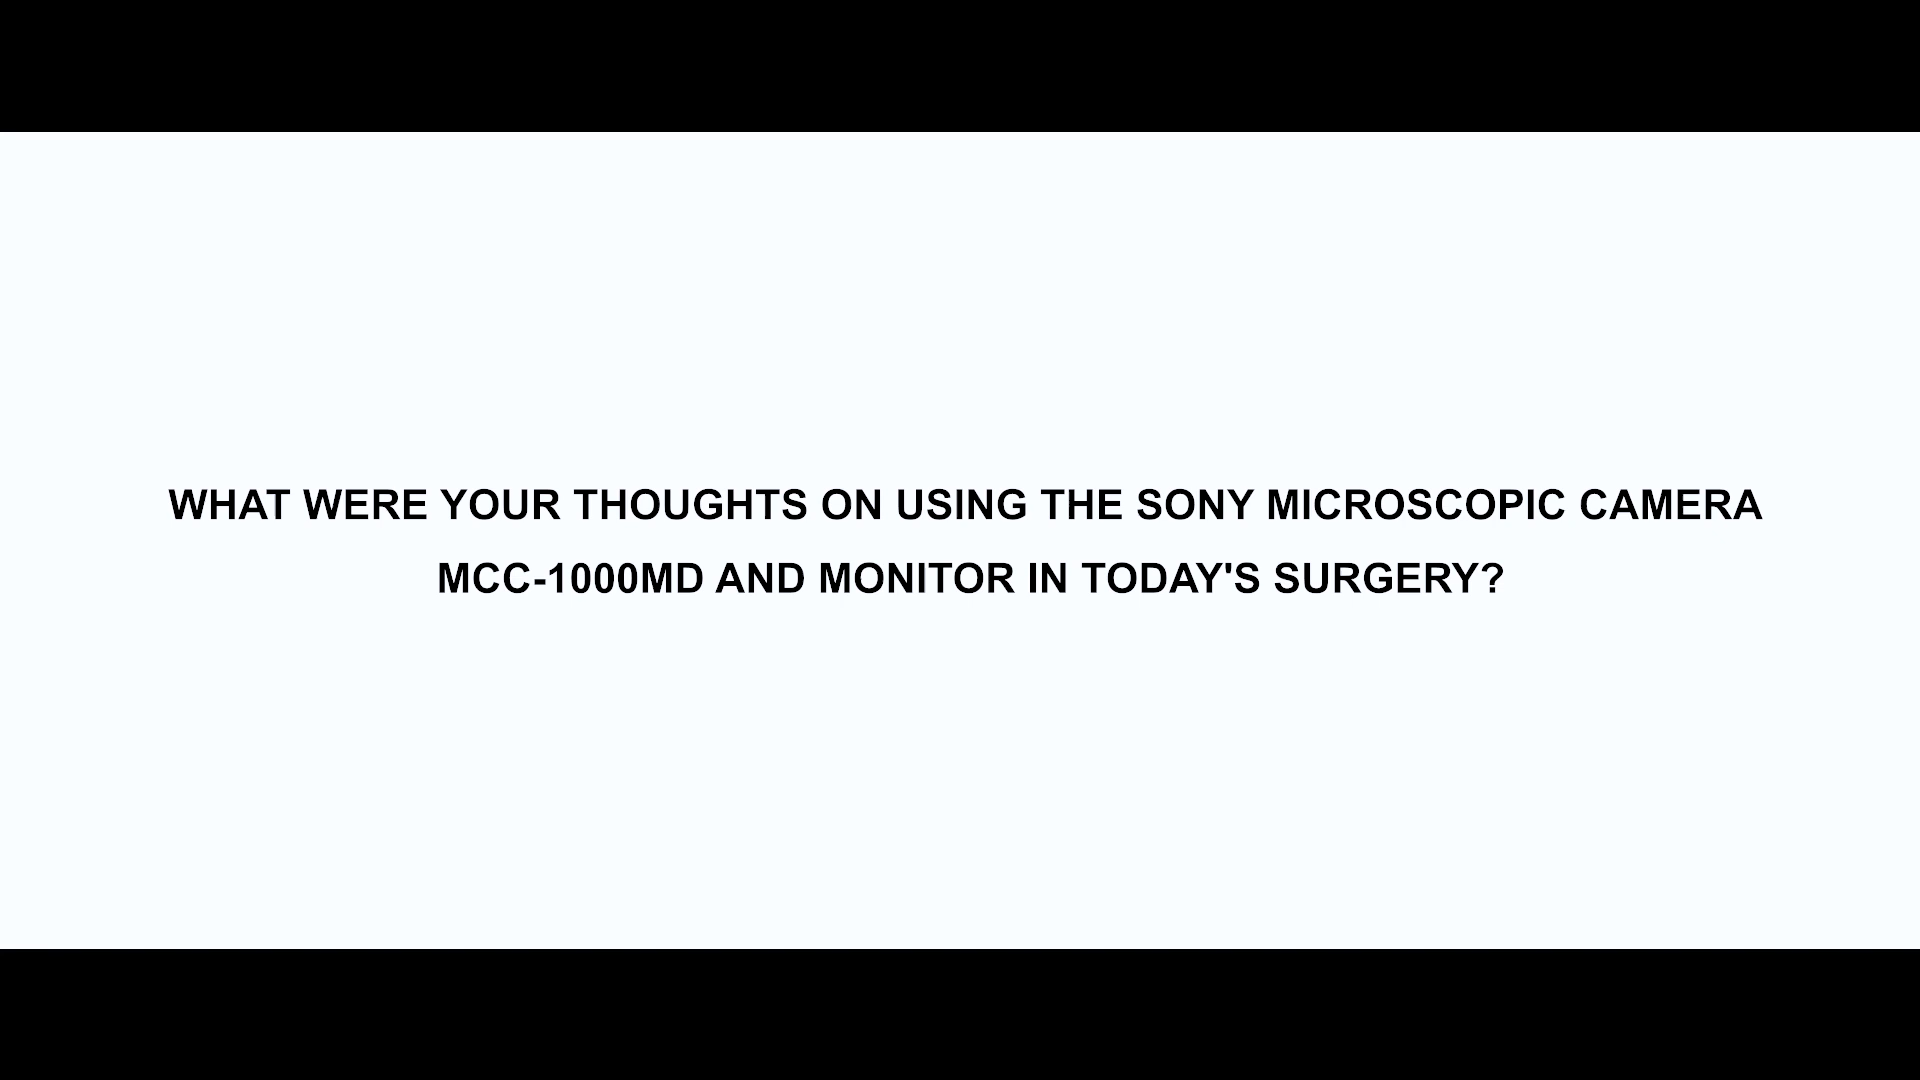 WHAT WERE YOUR THOUGHTS ON USING THE SONY MICROSCOPIC CAMERA
MCC-1000MD AND MONITOR IN TODAY'S SURGERY?